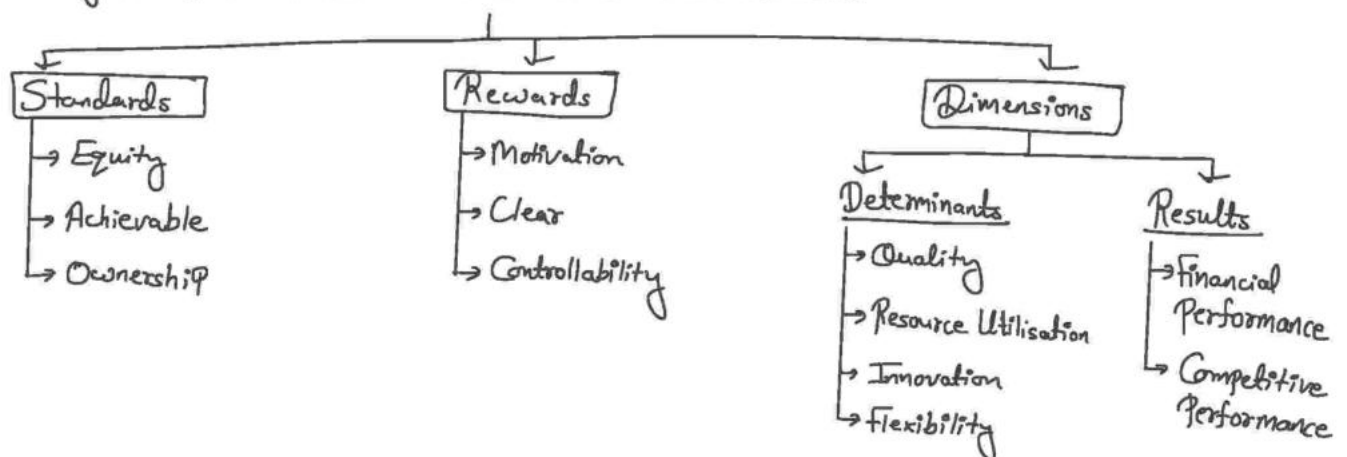 Standards
Equity
Achievable
Ownership
Rewards
Motivation
Clear
Controllability
Dimensions
Determinants
Quality
Resource Utilisation
Innovation
Flexibility
Results
Financial
Performance
Competitive
Performance